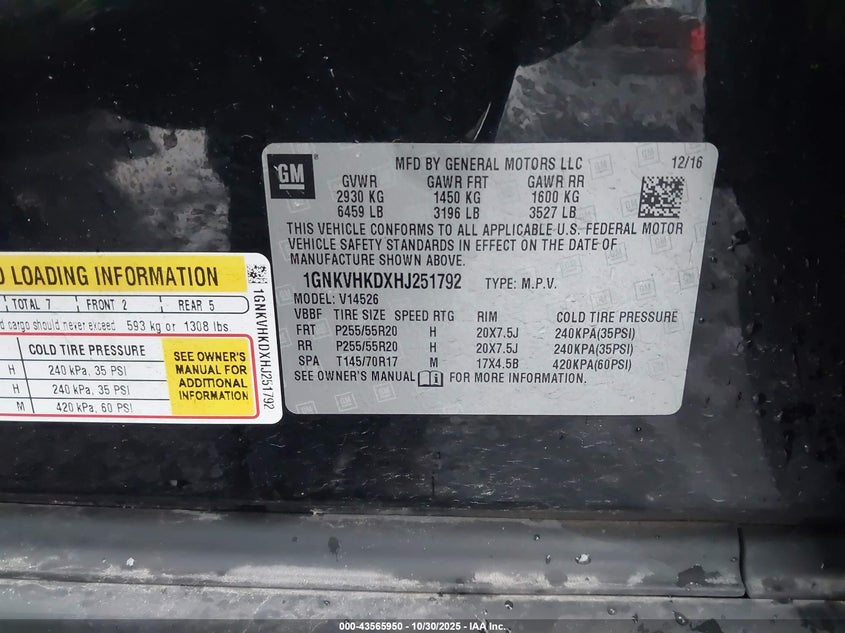 GM
MFD BY GENERAL MOTORS LLC 12/16
GVWR GAWR FRT GAWR RR
2930 KG 1450 KG 1600 KG
6459 LB 3196 LB 3527 LB
THIS VEHICLE CONFORMS TO ALL APPLICABLE U.S. FEDERAL MOTOR
VEHICLE SAFETY STANDARDS IN EFFECT ON THE DATE OF
MANUFACTURE SHOWN ABOVE.
1GNKVHKDXHJ251792 TYPE: M.P.V.
MODEL: V14526
VBBF TIRE SIZE SPEED RTG RIM COLD TIRE PRESSURE
FRT P255/55R20 H 20X7.5J 240KPA(35PSI)
RR P255/55R20 H 20X7.5J 240KPA(35PSI)
SPA T145/70R17 M 17X4.5B 420KPA(60PSI)
SEE OWNER'S MANUAL FOR MORE INFORMATION.
LOADING INFORMATION
TOTAL 7 FRONT 2 REAR 5
cargo should never exceed 593 kg or 1308 lbs.
COLD TIRE PRESSURE
H 240 kPa, 35 PSI
H 240 kPa, 35 PSI
M 420 kPa, 60 PSI
SEE OWNER'S
MANUAL FOR
ADDITIONAL
INFORMATION
1GNKVHKDXHJ251792
000-43565950 - 10/30/2025 - IAA Inc.